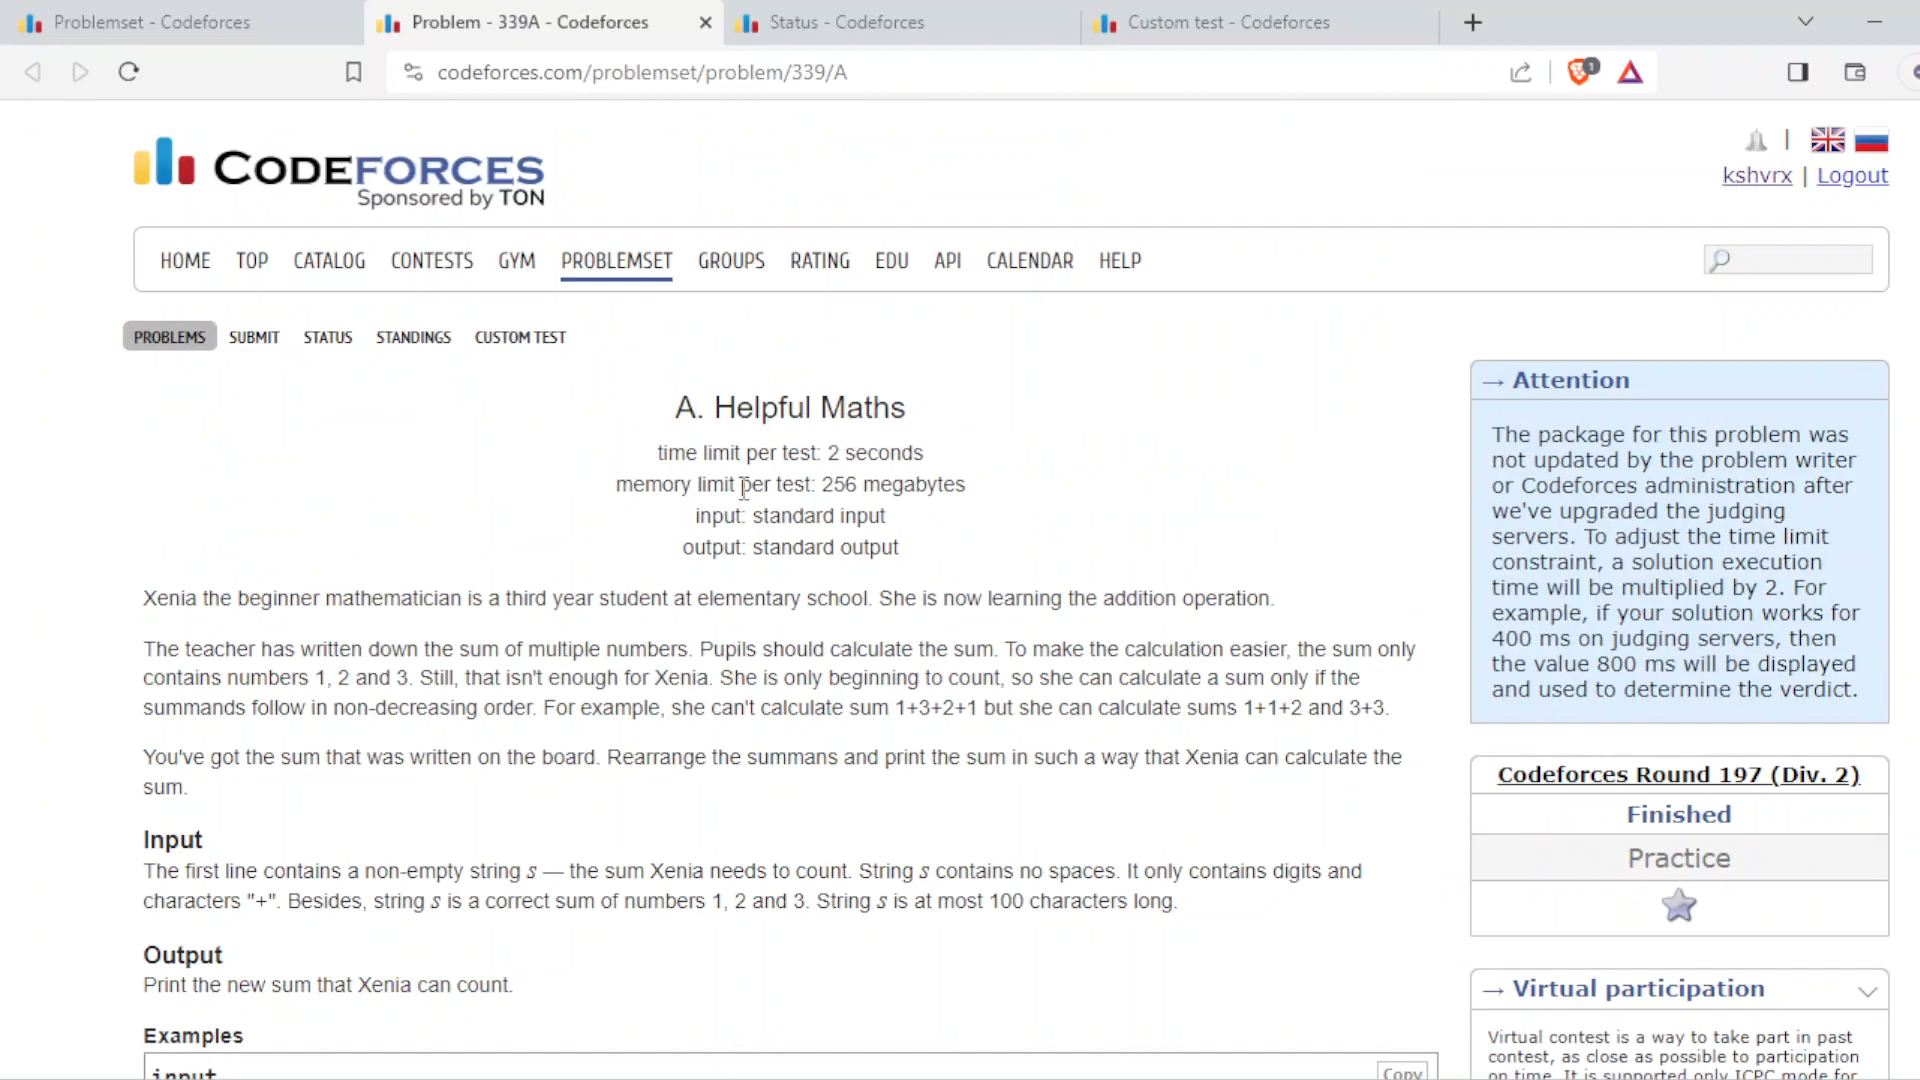 Problemset - Codeforces
Problem - 339A - Codeforces
Status - Codeforces
Custom test - Codeforces
codeforces.com/problemset/problem/339/A
1
CODEFORCES
Sponsored by TON
kshvrx | Logout
HOME TOP CATALOG CONTESTS GYM PROBLEMSET GROUPS RATING EDU API CALENDAR HELP
PROBLEMS SUBMIT STATUS STANDINGS CUSTOM TEST
A. Helpful Maths
time limit per test: 2 seconds
memory limit per test: 256 megabytes
input: standard input
output: standard output
Xenia the beginner mathematician is a third year student at elementary school. She is now learning the addition operation.
The teacher has written down the sum of multiple numbers. Pupils should calculate the sum. To make the calculation easier, the sum only
contains numbers 1, 2 and 3. Still, that isn't enough for Xenia. She is only beginning to count, so she can calculate a sum only if the
summands follow in non-decreasing order. For example, she can't calculate sum 1+3+2+1 but she can calculate sums 1+1+2 and 3+3.
You've got the sum that was written on the board. Rearrange the summans and print the sum in such a way that Xenia can calculate the
sum.
Input
The first line contains a non-empty string s — the sum Xenia needs to count. String s contains no spaces. It only contains digits and
characters "+". Besides, string s is a correct sum of numbers 1, 2 and 3. String s is at most 100 characters long.
Output
Print the new sum that Xenia can count.
Examples
input
Copy
→ Attention
The package for this problem was
not updated by the problem writer
or Codeforces administration after
we've upgraded the judging
servers. To adjust the time limit
constraint, a solution execution
time will be multiplied by 2. For
example, if your solution works for
400 ms on judging servers, then
the value 800 ms will be displayed
and used to determine the verdict.
Codeforces Round 197 (Div. 2)
Finished
Practice
→ Virtual participation
Virtual contest is a way to take part in past
contest, as close as possible to participation
on time. It is supported only ICPC mode for